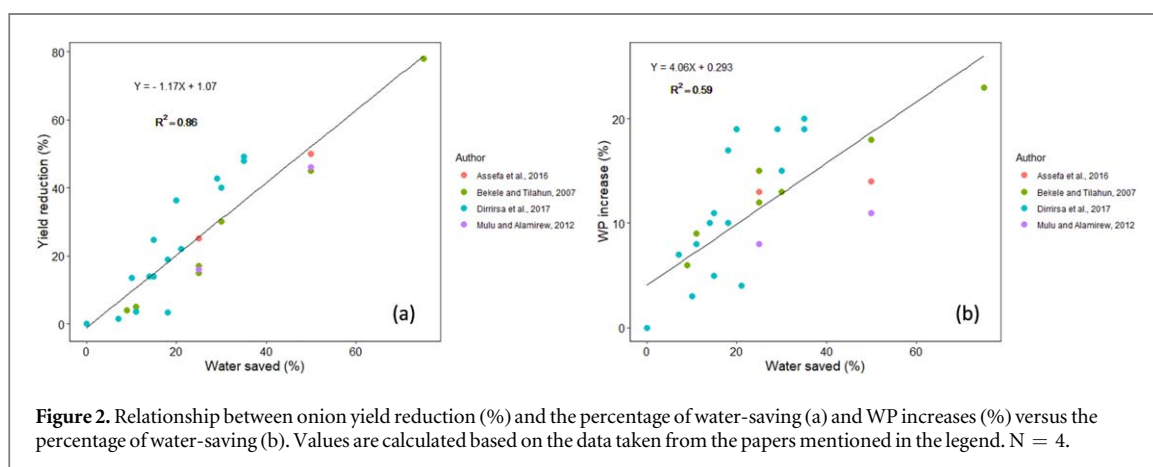 80
60
40
20
0
Yield reduction (%)
Y = - 1.17X + 1.07
R² = 0.86
(a)
0
20
40
60
Water saved (%)
Author
Assefa et al., 2016
Bekele and Tilahun, 2007
Dirrirsa et al., 2017
Mulu and Alamirew, 2012
20
10
0
WP increase (%)
Y = 4.06X + 0.293
R² = 0.59
(b)
0
20
40
60
Water saved (%)
Author
Assefa et al., 2016
Bekele and Tilahun, 2007
Dirrirsa et al., 2017
Mulu and Alamirew, 2012
Figure 2. Relationship between onion yield reduction (%) and the percentage of water-saving (a) and WP increases (%) versus the
percentage of water-saving (b). Values are calculated based on the data taken from the papers mentioned in the legend. N = 4.